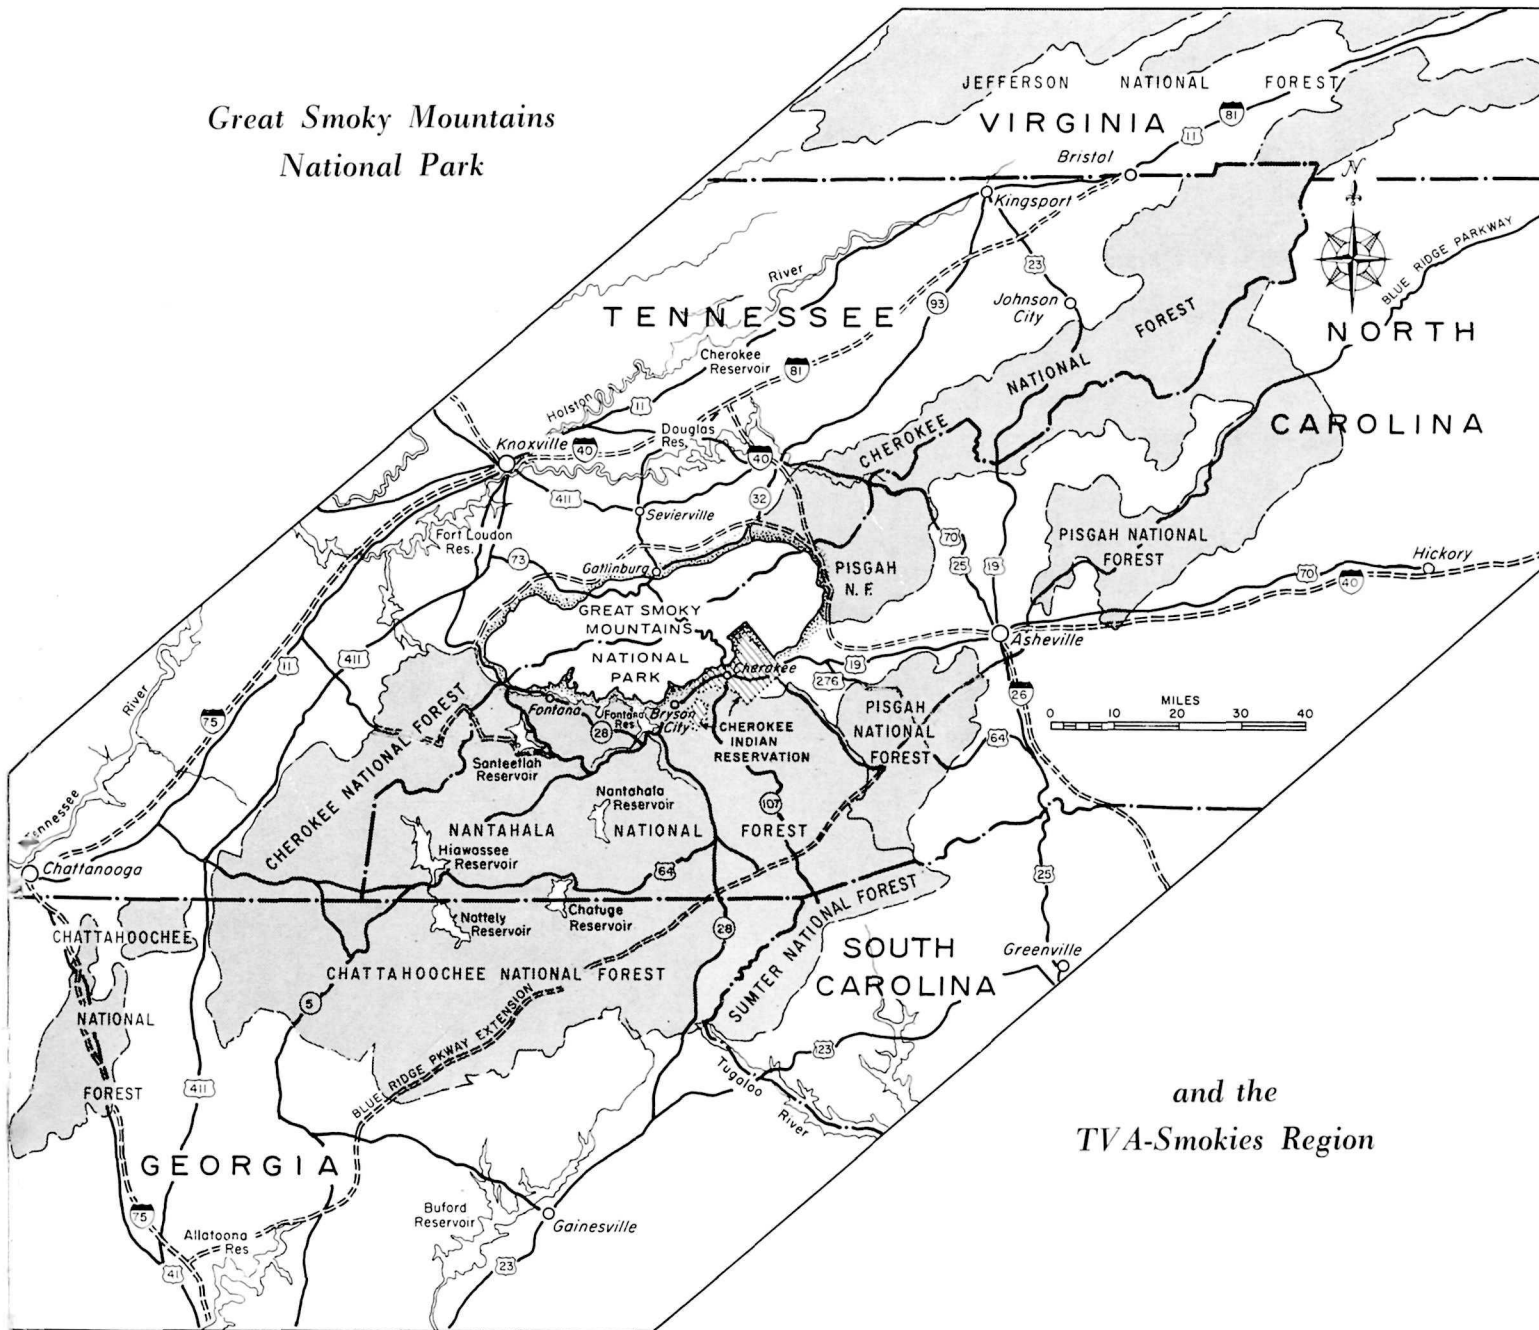 Great Smoky Mountains
National Park
JEFFERSON NATIONAL FOREST
VIRGINIA
81
11
Bristol
N
Kingsport
BLUE RIDGE PARKWAY
River
23
TENNESSEE
93
Johnson
City
NORTH
Cherokee
Reservoir
81
CHEROKEE NATIONAL FOREST
Holston
11
CAROLINA
Douglas
Res.
Knoxville
40
40
411
32
Sevierville
Fort Loudon
Res.
70
PISGAH NATIONAL
FOREST
Hickory
73
Gatlinburg
PISGAH
N. F.
25
19
70
40
GREAT SMOKY
MOUNTAINS
NATIONAL
PARK
Asheville
11
411
Cherokee
19
276
26
River
75
CHEROKEE NATIONAL FOREST
Fontana
Fontana
Res.
Bryson
City
28
CHEROKEE
INDIAN
RESERVATION
PISGAH
NATIONAL
FOREST
MILES
0 10 20 30 40
64
Santeetlah
Reservoir
Nantahala
Reservoir
107
Tennessee
NANTAHALA NATIONAL FOREST
Hiawassee
Reservoir
Chattanooga
64
25
Chatuge
Reservoir
Nottely
Reservoir
28
CHATTAHOOCHEE
NATIONAL
FOREST
SUMTER NATIONAL FOREST
SOUTH
CAROLINA
Greenville
CHATTAHOOCHEE NATIONAL FOREST
5
BLUE RIDGE PKWAY EXTENSION
23
411
Tugaloo
River
and the
TVA-Smokies Region
GEORGIA
75
Buford
Reservoir
Gainesville
Allatoona
Res
41
23